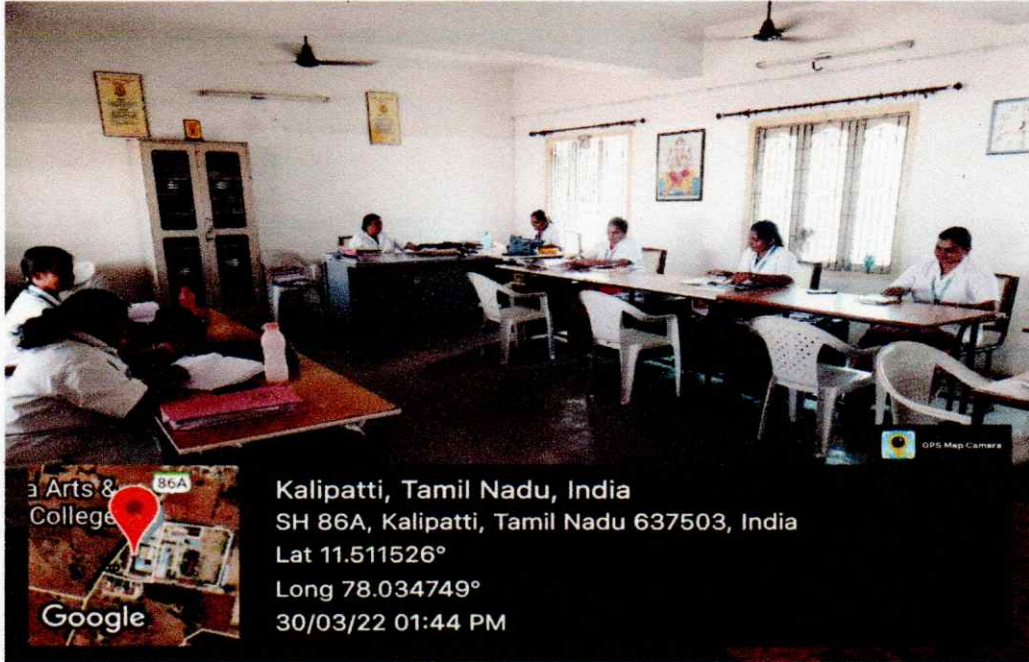 GPS Map Camera
a Arts &
College
86A
Google
Kalipatti, Tamil Nadu, India
SH 86A, Kalipatti, Tamil Nadu 637503, India
Lat 11.511526°
Long 78.034749°
30/03/22 01:44 PM